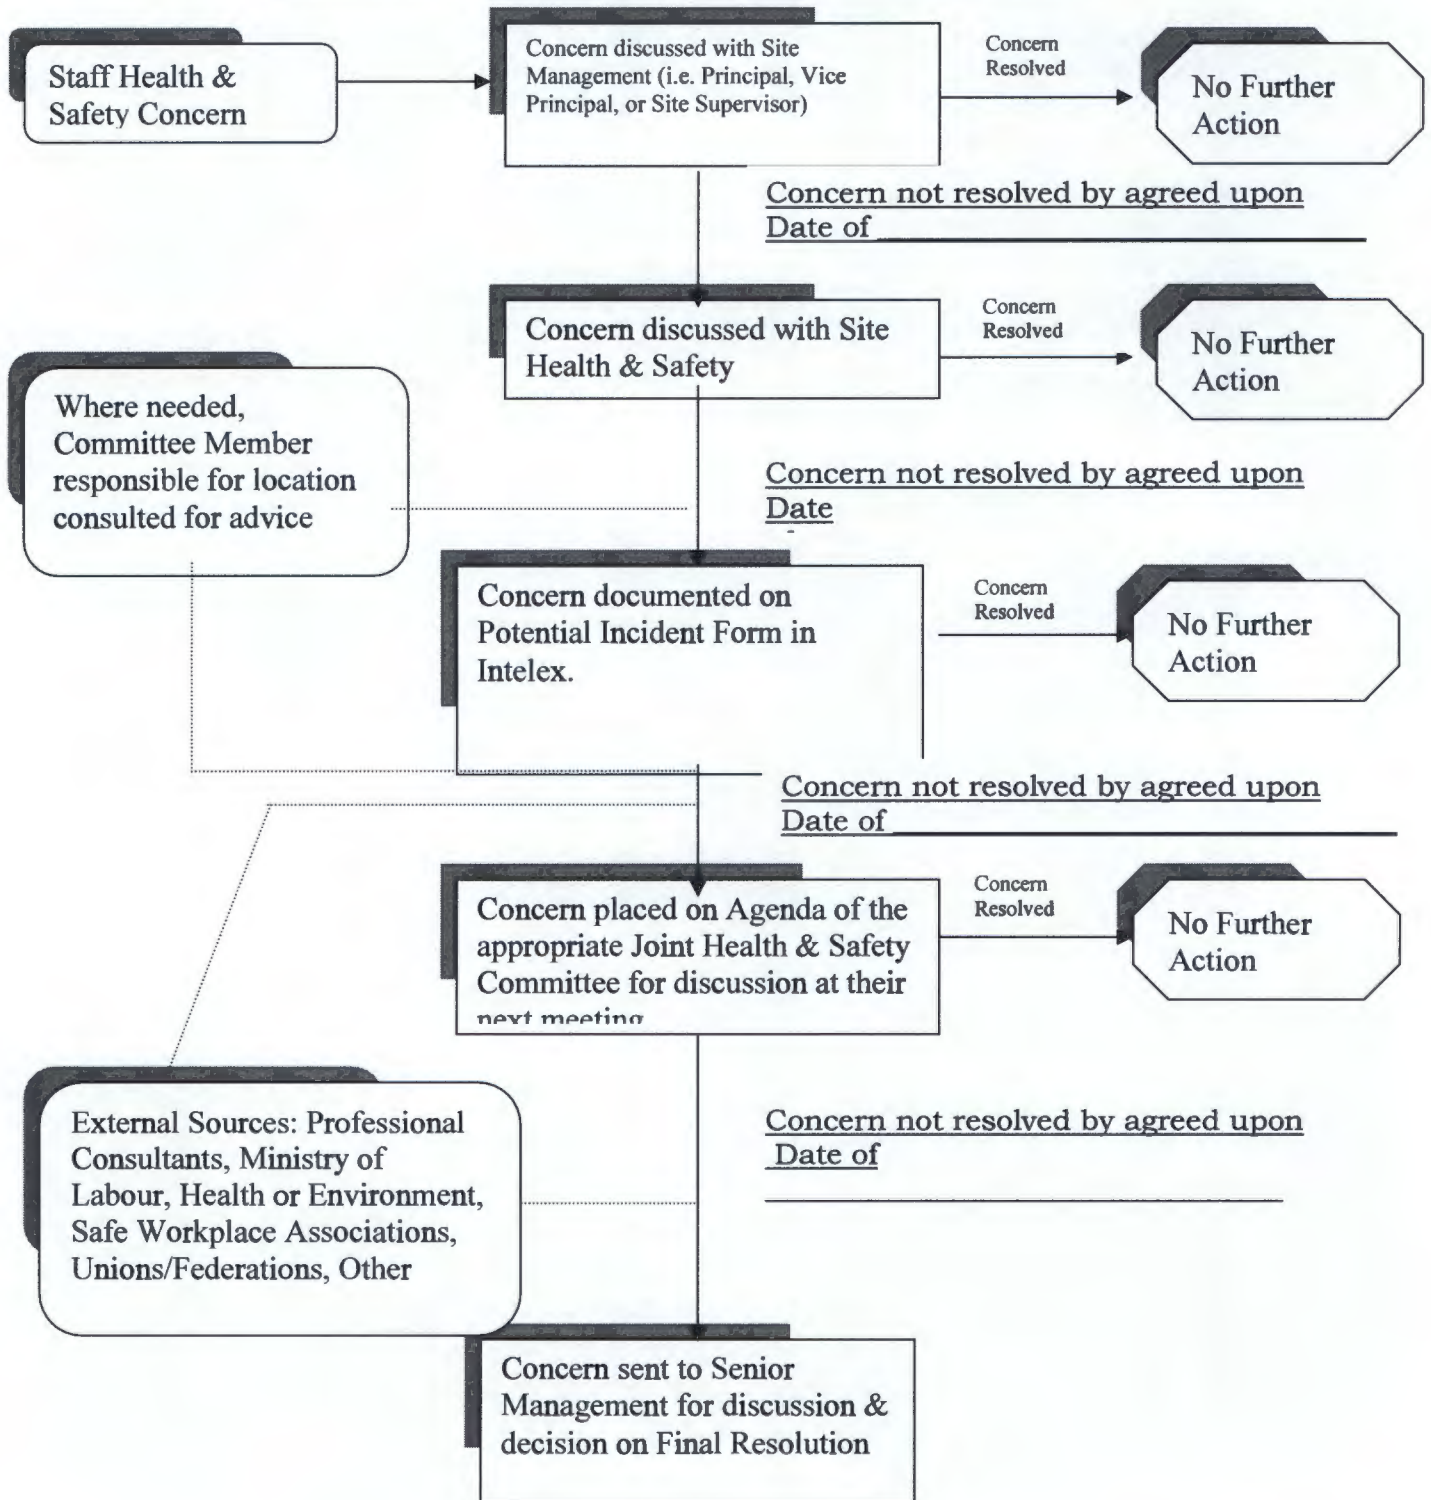 Staff Health &
Safety Concern
Concern discussed with Site
Management (i.e. Principal, Vice
Principal, or Site Supervisor)
Concern
Resolved
No Further
Action
Concern not resolved by agreed upon
Date of
Concern discussed with Site
Health & Safety
Concern
Resolved
No Further
Action
Where needed,
Committee Member
responsible for location
consulted for advice
Concern not resolved by agreed upon
Date
Concern documented on
Potential Incident Form in
Intelex.
Concern
Resolved
No Further
Action
Concern not resolved by agreed upon
Date of
Concern placed on Agenda of the
appropriate Joint Health & Safety
Committee for discussion at their
next meeting
Concern
Resolved
No Further
Action
External Sources: Professional
Consultants, Ministry of
Labour, Health or Environment,
Safe Workplace Associations,
Unions/Federations, Other
Concern not resolved by agreed upon
Date of
Concern sent to Senior
Management for discussion &
decision on Final Resolution